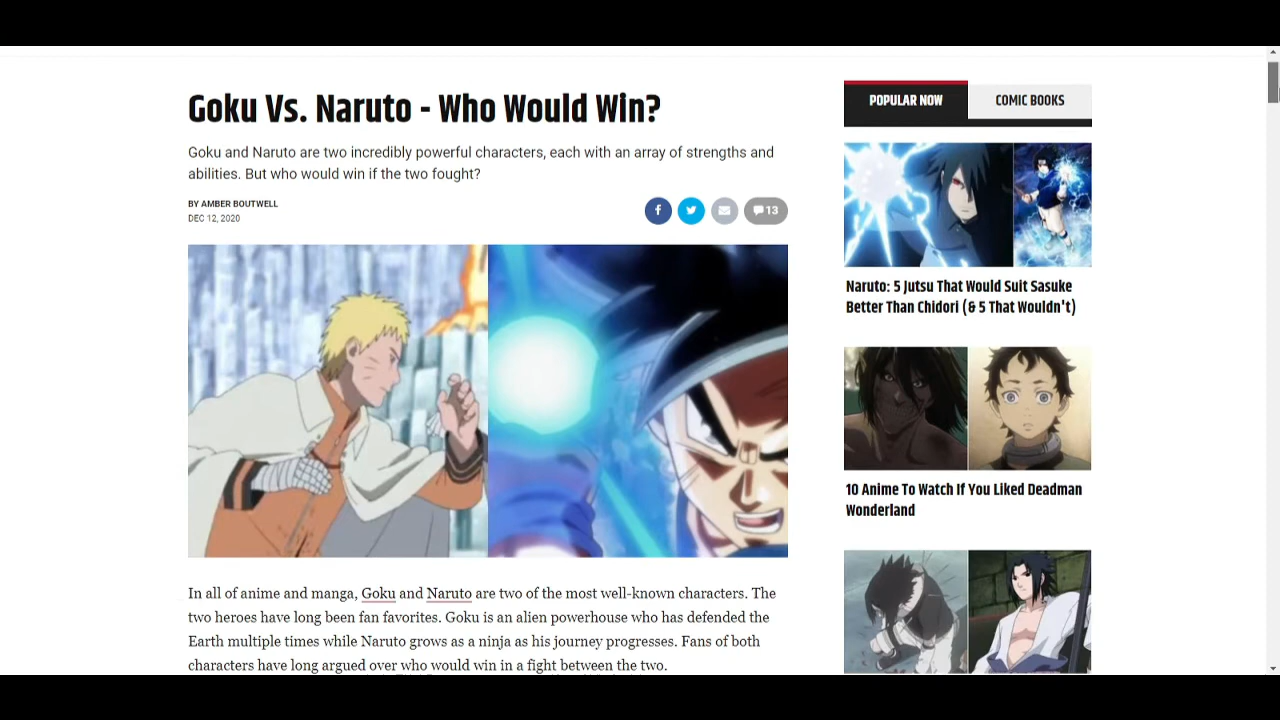 Goku Vs. Naruto - Who Would Win?
Goku and Naruto are two incredibly powerful characters, each with an array of strengths and
abilities. But who would win if the two fought?
BY AMBER BOUTWELL
DEC 12, 2020
13
In all of anime and manga, Goku and Naruto are two of the most well-known characters. The
two heroes have long been fan favorites. Goku is an alien powerhouse who has defended the
Earth multiple times while Naruto grows as a ninja as his journey progresses. Fans of both
characters have long argued over who would win in a fight between the two.
POPULAR NOW
COMIC BOOKS
Naruto: 5 Jutsu That Would Suit Sasuke
Better Than Chidori (& 5 That Wouldn't)
10 Anime To Watch If You Liked Deadman
Wonderland